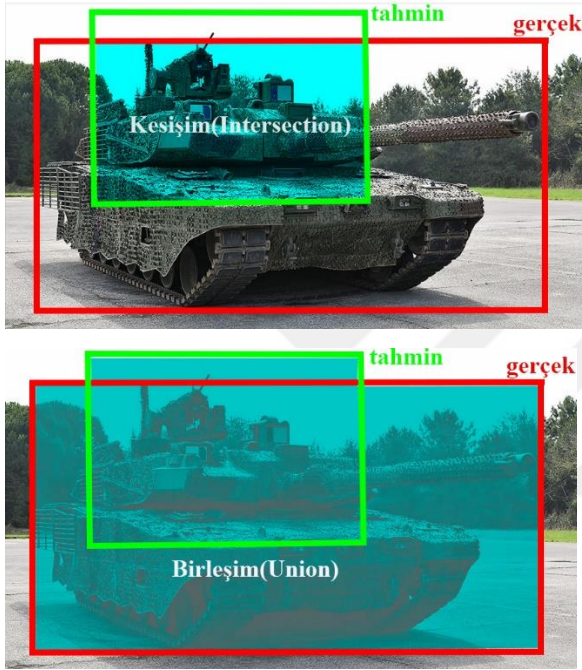 tahmin
gerçek
Kesişim(Intersection)
tahmin
gerçek
Birleşim(Union)